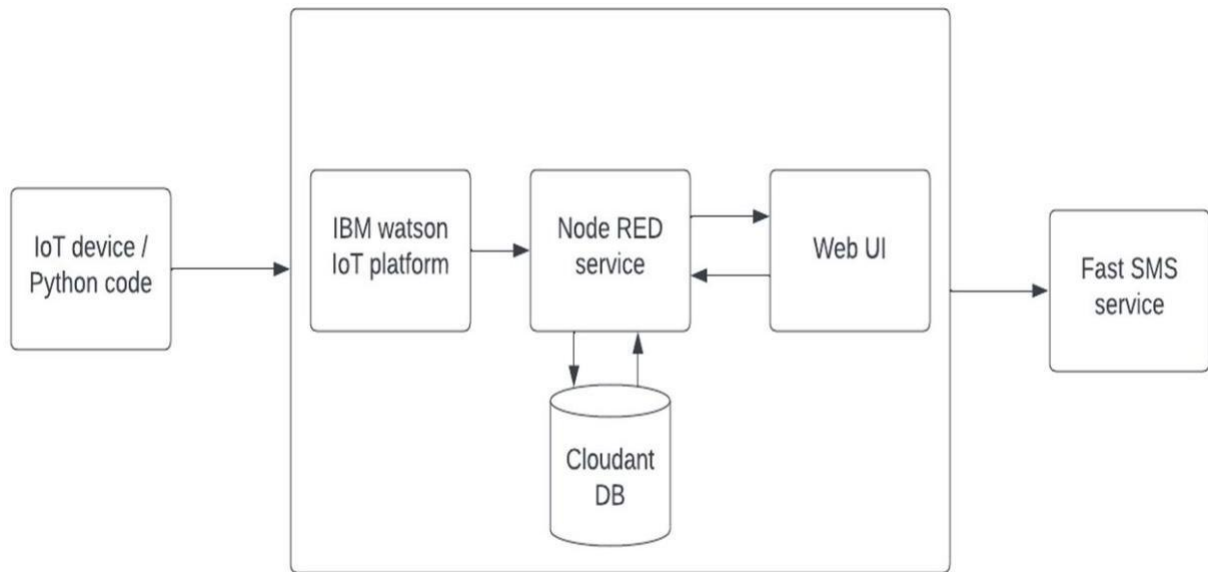 IoT device /
Python code
IBM watson
IoT platform
Node RED
service
Web UI
Cloudant
DB
Fast SMS
service